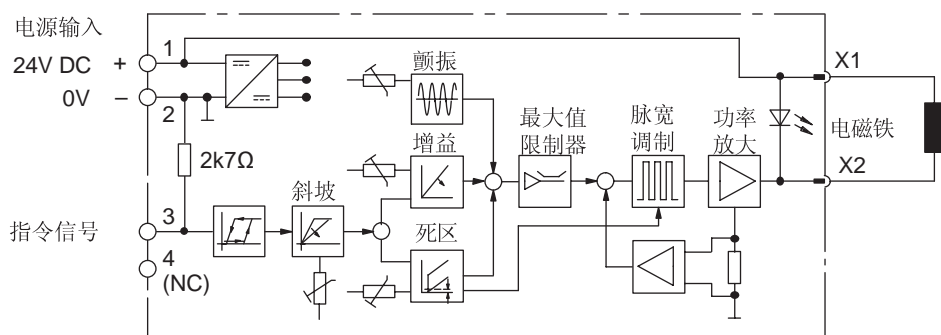 电源输入
24V DC +
0V −
1
2
2k7Ω
指令信号
3
4
(NC)
斜坡
颤振
增益
死区
最大值
限制器
脉宽
调制
功率
放大
X1
电磁铁
X2